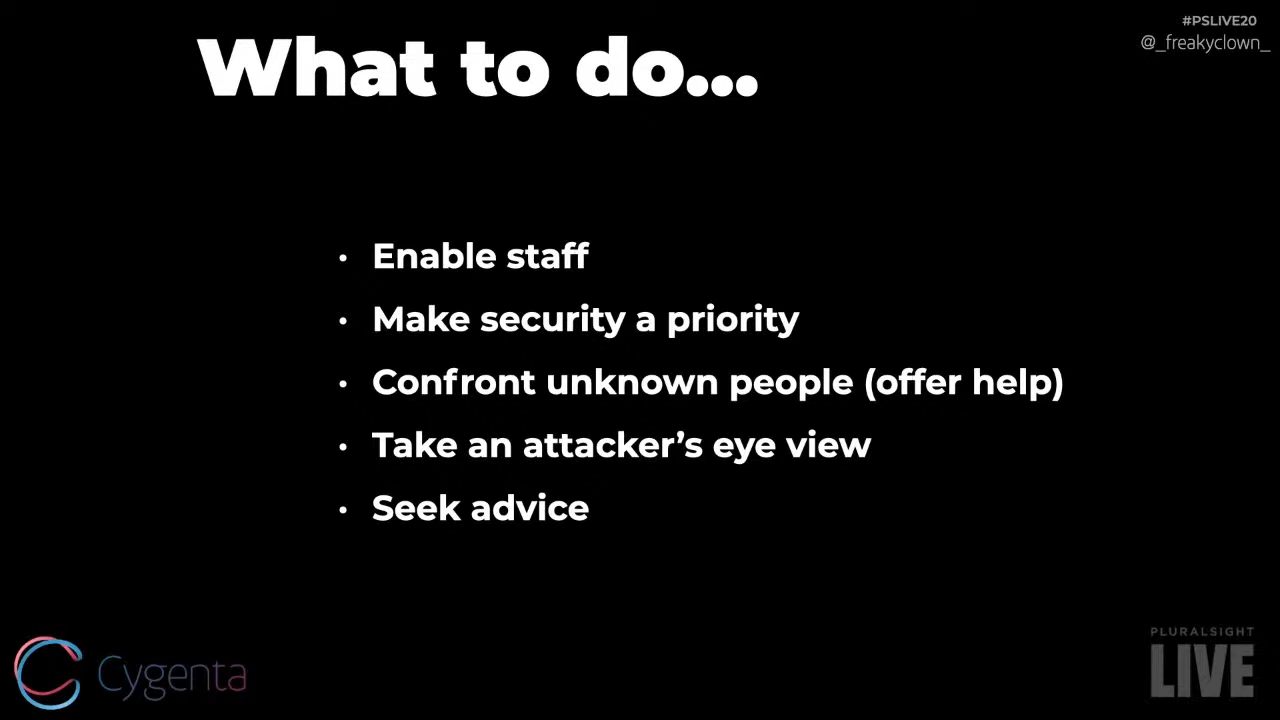 #PSLIVE20
@_freakyclown_
What to do...
• Enable staff
• Make security a priority
• Confront unknown people (offer help)
• Take an attacker’s eye view
• Seek advice
Cygenta
PLURALSIGHT
LIVE